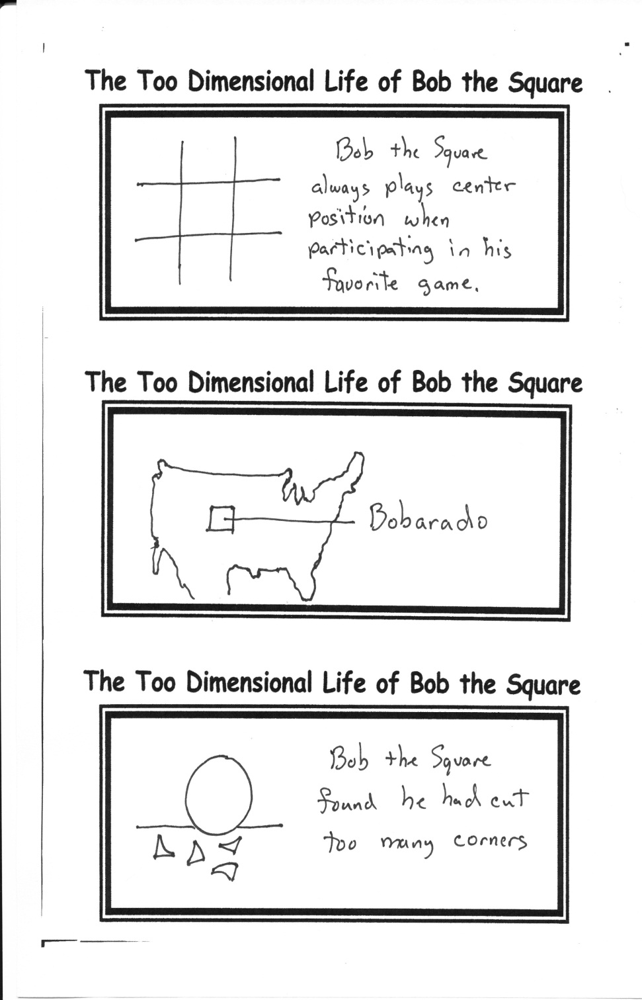 The Too Dimensional Life of Bob the Square
Bob the Square
always plays center
position when
participating in his
favorite game.
The Too Dimensional Life of Bob the Square
Bobarado
The Too Dimensional Life of Bob the Square
Bob the Square
found he had cut
too many corners